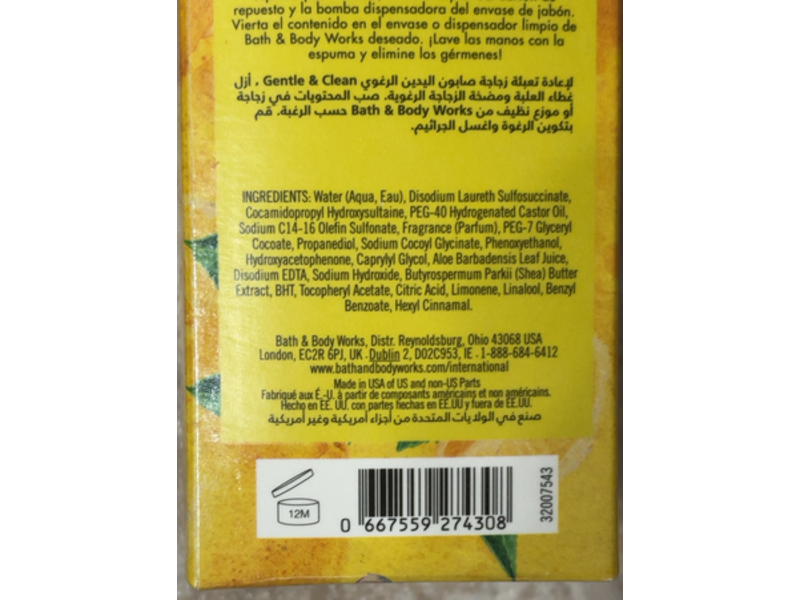 repuesto y la bomba dispensadora del envase de jabón.
Vierta el contenido en el envase o dispensador limpio de
Bath & Body Works deseado. ¡Lave las manos con la
espuma y elimine los gérmenes!
لإعادة تعبئة زجاجة صابون اليدين الرغوي Gentle & Clean ، أزل
غطاء العلبة ومضخة الزجاجة الرغوية. صب المحتويات في زجاجة
أو موزع نظيف من Bath & Body Works حسب الرغبة. قم
بتكوين الرغوة واغسل الجراثيم.
INGREDIENTS: Water (Aqua, Eau), Disodium Laureth Sulfosuccinate,
Cocamidopropyl Hydroxysultaine, PEG-40 Hydrogenated Castor Oil,
Sodium C14-16 Olefin Sulfonate, Fragrance (Parfum), PEG-7 Glyceryl
Cocoate, Propanediol, Sodium Cocoyl Glycinate, Phenoxyethanol,
Hydroxyacetophenone, Caprylyl Glycol, Aloe Barbadensis Leaf Juice,
Disodium EDTA, Sodium Hydroxide, Butyrospermum Parkii (Shea) Butter
Extract, BHT, Tocopheryl Acetate, Citric Acid, Limonene, Linalool, Benzyl
Benzoate, Hexyl Cinnamal.
Bath & Body Works, Distr. Reynoldsburg, Ohio 43068 USA
London, EC2R 6PJ, UK - Dublin 2, D02C953, IE - 1-888-684-6412
www.bathandbodyworks.com/international
Made in USA of US and non-US Parts
Fabriqué aux É.-U. à partir de composants américains et non américains.
Hecho en EE. UU. con partes hechas en EE.UU y fuera de EE.UU.
صنع في الولايات المتحدة من أجزاء أمريكية وغير أمريكية
12M
0 667559 274308
32007543